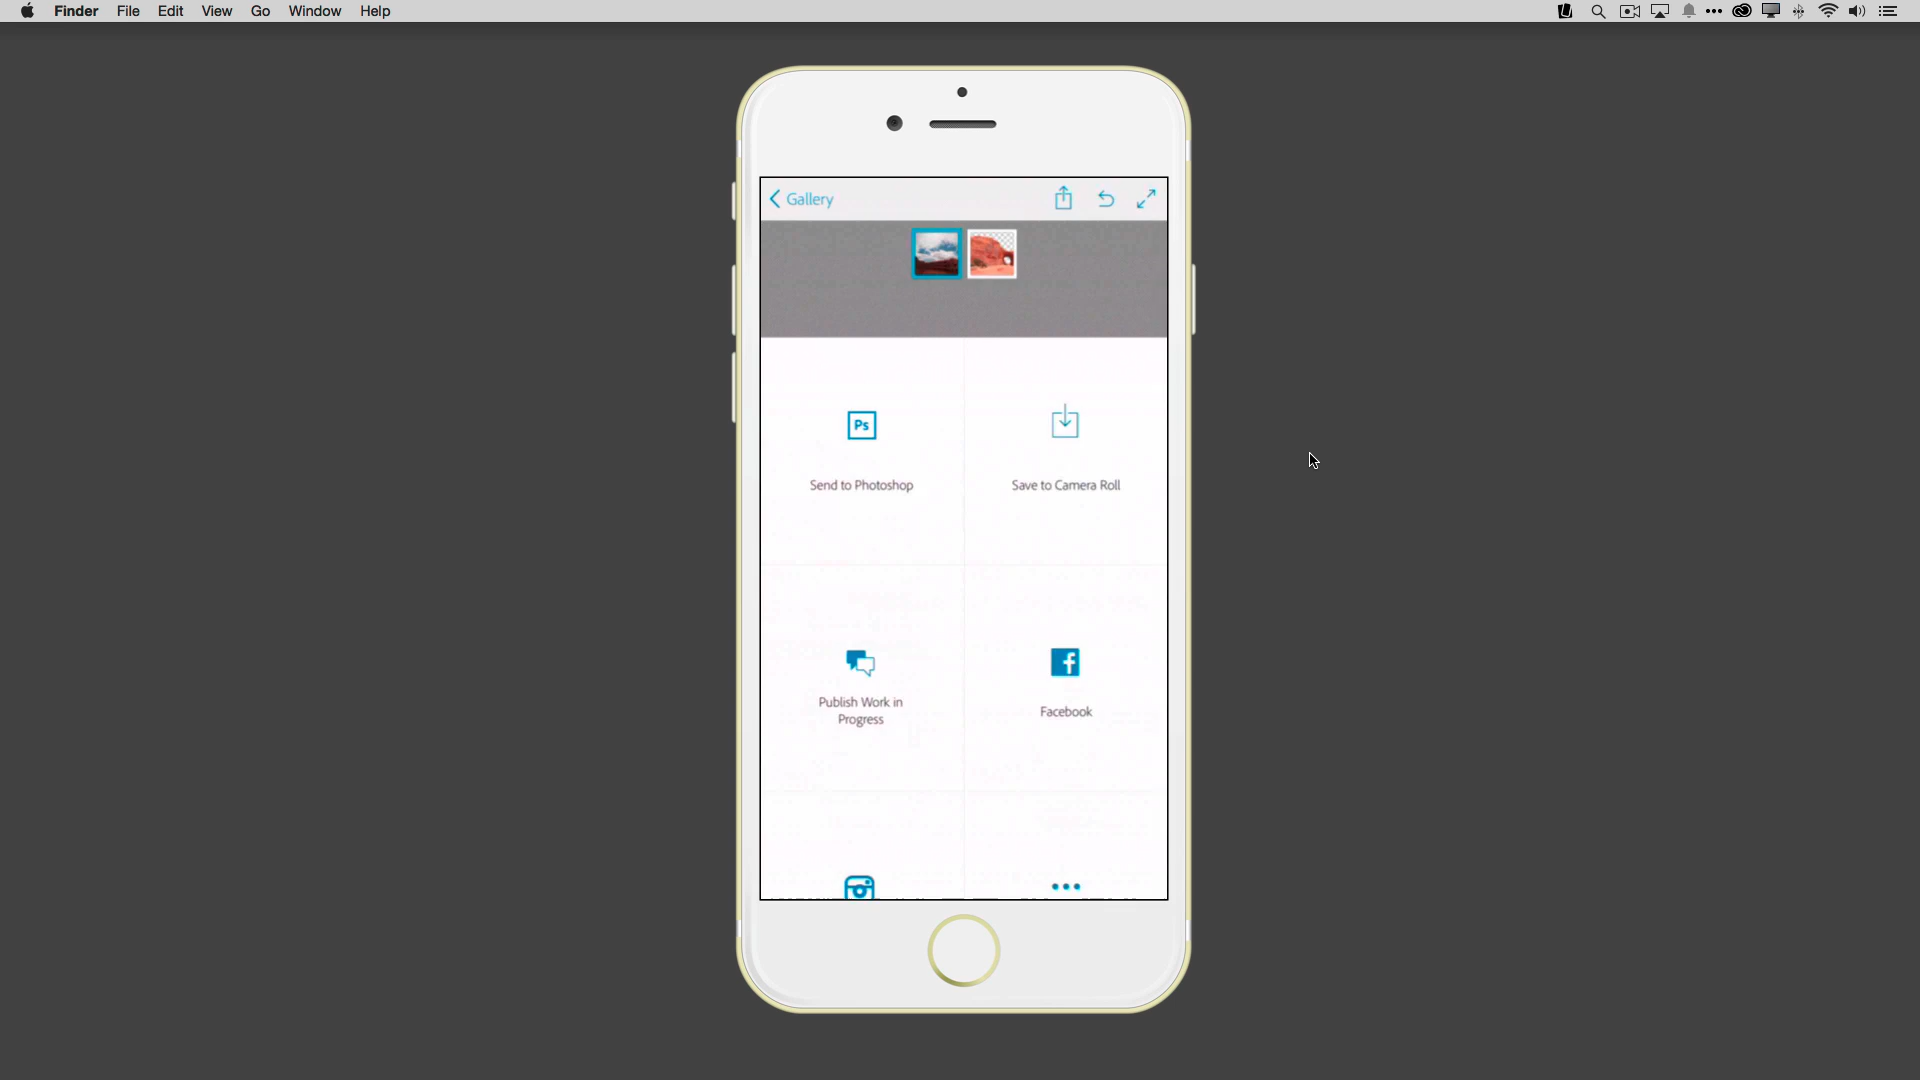 Finder File Edit View Go Window Help
Gallery
Ps
Send to Photoshop
Save to Camera Roll
Publish Work in
Progress
Facebook